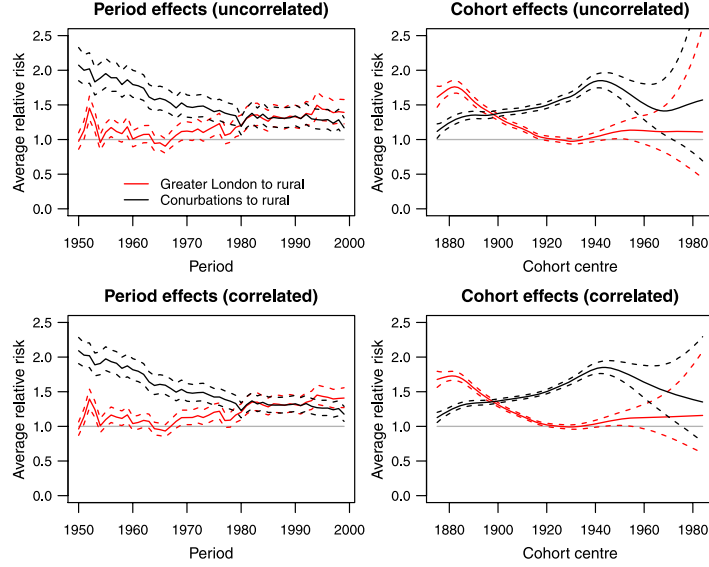 Period effects (uncorrelated)
Average relative risk
2.5
2.0
1.5
1.0
0.5
0.0
Greater London to rural
Conurbations to rural
1950 1960 1970 1980 1990 2000
Period
Cohort effects (uncorrelated)
Average relative risk
2.5
2.0
1.5
1.0
0.5
0.0
1880 1900 1920 1940 1960 1980
Cohort centre
Period effects (correlated)
Average relative risk
2.5
2.0
1.5
1.0
0.5
0.0
1950 1960 1970 1980 1990 2000
Period
Cohort effects (correlated)
Average relative risk
2.5
2.0
1.5
1.0
0.5
0.0
1880 1900 1920 1940 1960 1980
Cohort centre